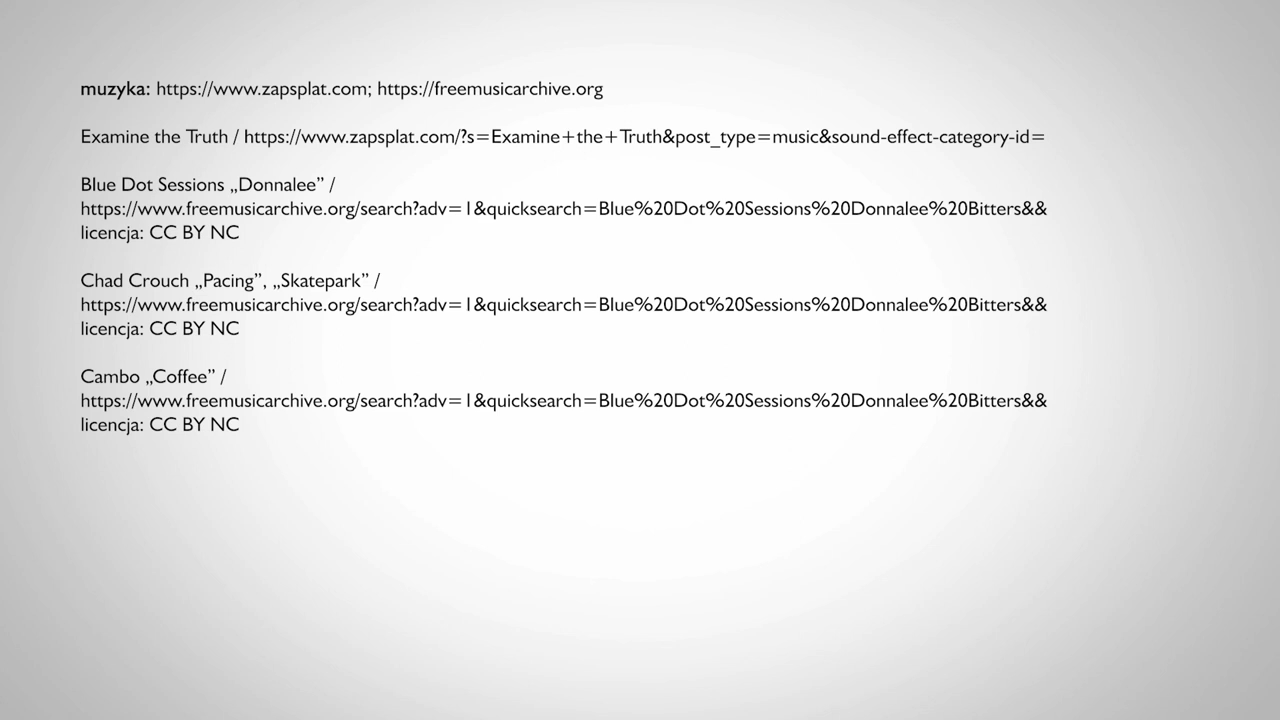 muzyka: https://www.zapsplat.com; https://freemusicarchive.org
Examine the Truth / https://www.zapsplat.com/?s=Examine+the+Truth&post_type=music&sound-effect-category-id=
Blue Dot Sessions „Donnalee” /
https://www.freemusicarchive.org/search?adv=1&quicksearch=Blue%20Dot%20Sessions%20Donnalee%20Bitters&&
licencja: CC BY NC
Chad Crouch „Pacing”, „Skatepark” /
https://www.freemusicarchive.org/search?adv=1&quicksearch=Blue%20Dot%20Sessions%20Donnalee%20Bitters&&
licencja: CC BY NC
Cambo „Coffee” /
https://www.freemusicarchive.org/search?adv=1&quicksearch=Blue%20Dot%20Sessions%20Donnalee%20Bitters&&
licencja: CC BY NC